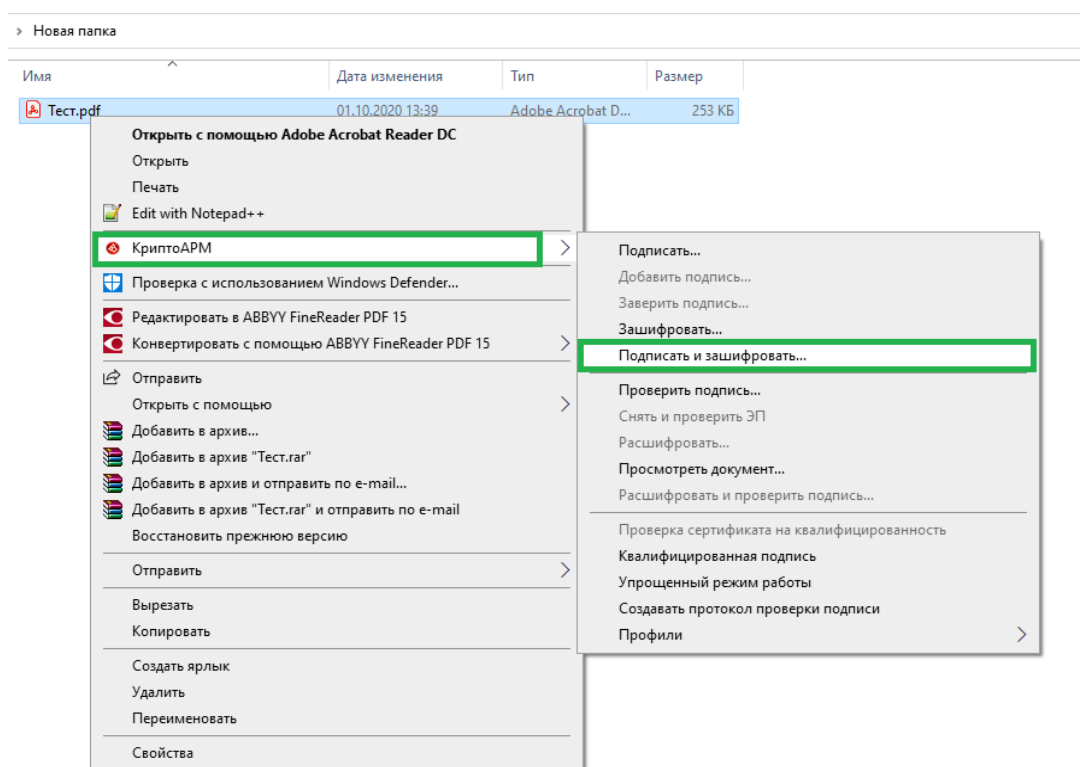 Новая папка
Имя Дата изменения Тип Размер
Тест.pdf 01.10.2020 13:39 Adobe Acrobat D... 253 КБ
Открыть с помощью Adobe Acrobat Reader DC
Открыть
Печать
Edit with Notepad++
КриптоАРМ
Проверка с использованием Windows Defender...
Редактировать в ABBYY FineReader PDF 15
Конвертировать с помощью ABBYY FineReader PDF 15
Отправить
Открыть с помощью
Добавить в архив...
Добавить в архив "Тест.rar"
Добавить в архив и отправить по e-mail...
Добавить в архив "Тест.rar" и отправить по e-mail
Восстановить прежнюю версию
Отправить
Вырезать
Копировать
Создать ярлык
Удалить
Переименовать
Свойства
Подписать...
Добавить подпись...
Заверить подпись...
Зашифровать...
Подписать и зашифровать...
Проверить подпись...
Снять и проверить ЭП
Расшифровать...
Просмотреть документ...
Расшифровать и проверить подпись...
Проверка сертификата на квалифицированность
Квалифицированная подпись
Упрощенный режим работы
Создавать протокол проверки подписи
Профили